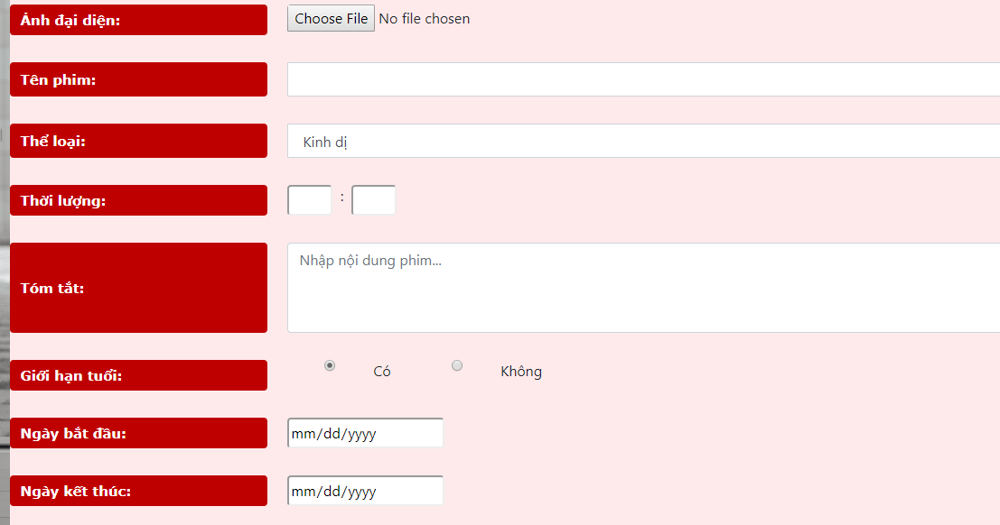 Ảnh đại diện: Choose File No file chosen
Tên phim:
Thể loại: Kinh dị
Thời lượng: :
Tóm tắt: Nhập nội dung phim...
Giới hạn tuổi: Có Không
Ngày bắt đầu: mm/dd/yyyy
Ngày kết thúc: mm/dd/yyyy